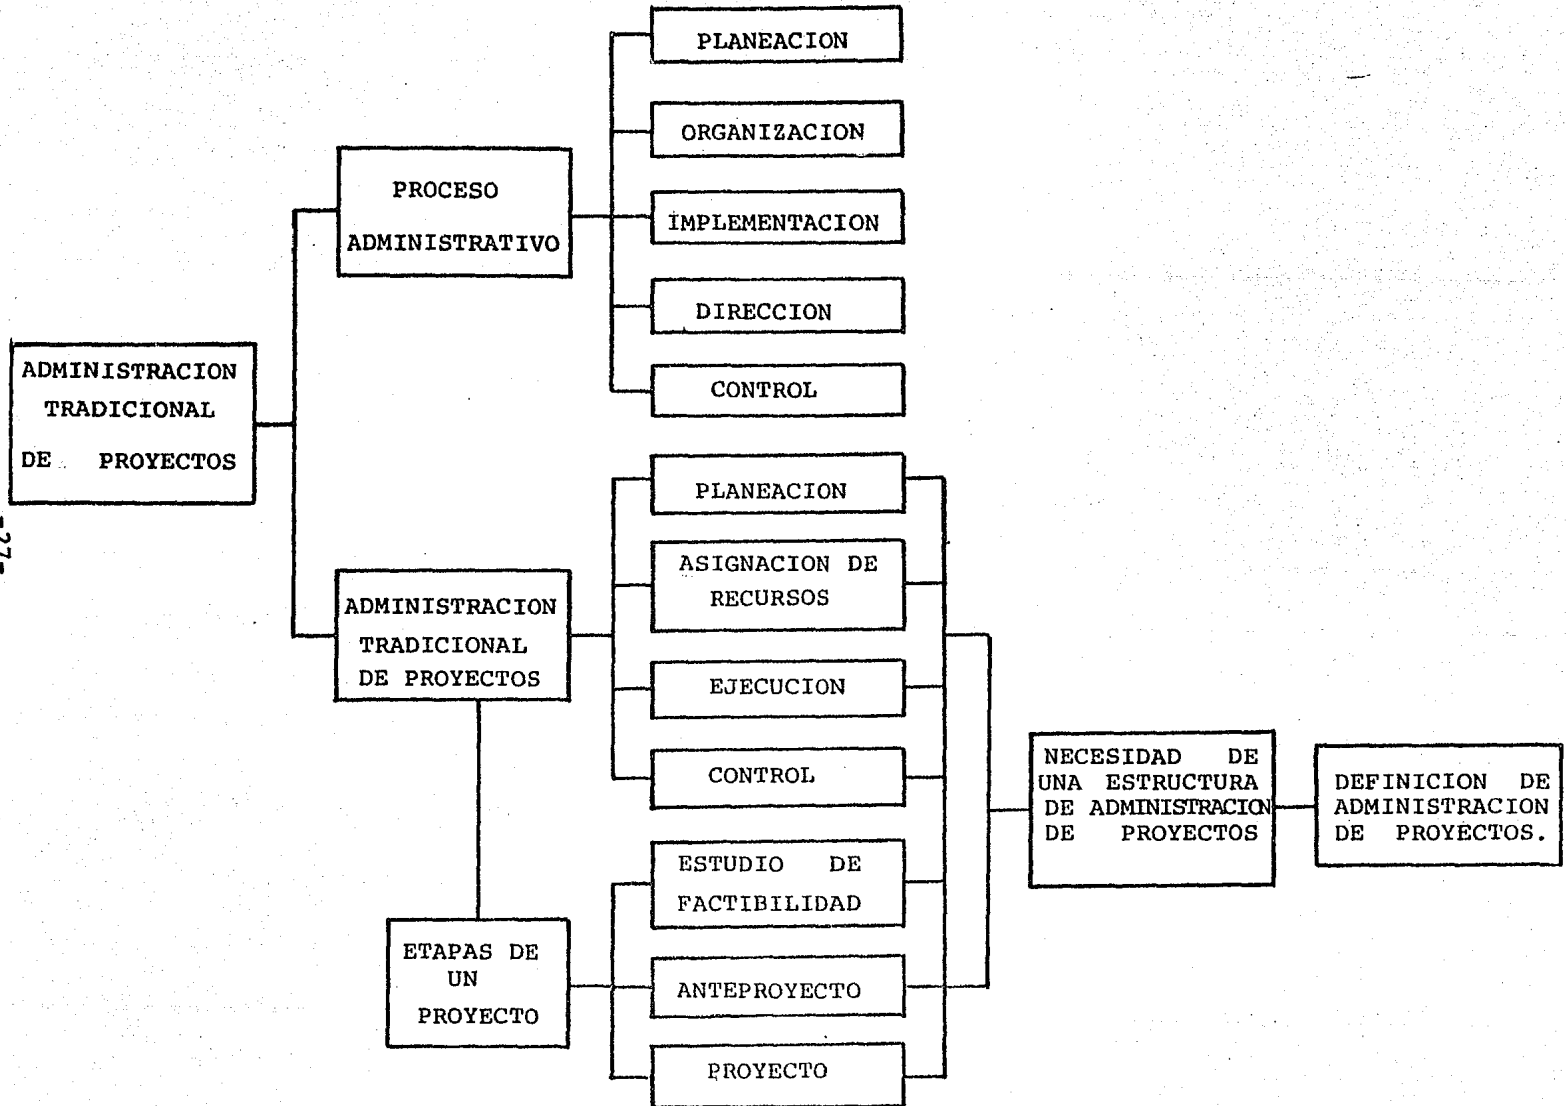 PLANEACION
ORGANIZACION
PROCESO
ADMINISTRATIVO
IMPLEMENTACION
DIRECCION
CONTROL
ADMINISTRACION
TRADICIONAL
DE PROYECTOS
PLANEACION
ASIGNACION DE
RECURSOS
ADMINISTRACION
TRADICIONAL
DE PROYECTOS
EJECUCION
CONTROL
ESTUDIO DE
FACTIBILIDAD
ETAPAS DE
UN
PROYECTO
ANTEPROYECTO
PROYECTO
NECESIDAD DE
UNA ESTRUCTURA
DE ADMINISTRACION
DE PROYECTOS
DEFINICION DE
ADMINISTRACION
DE PROYECTOS.
-27-